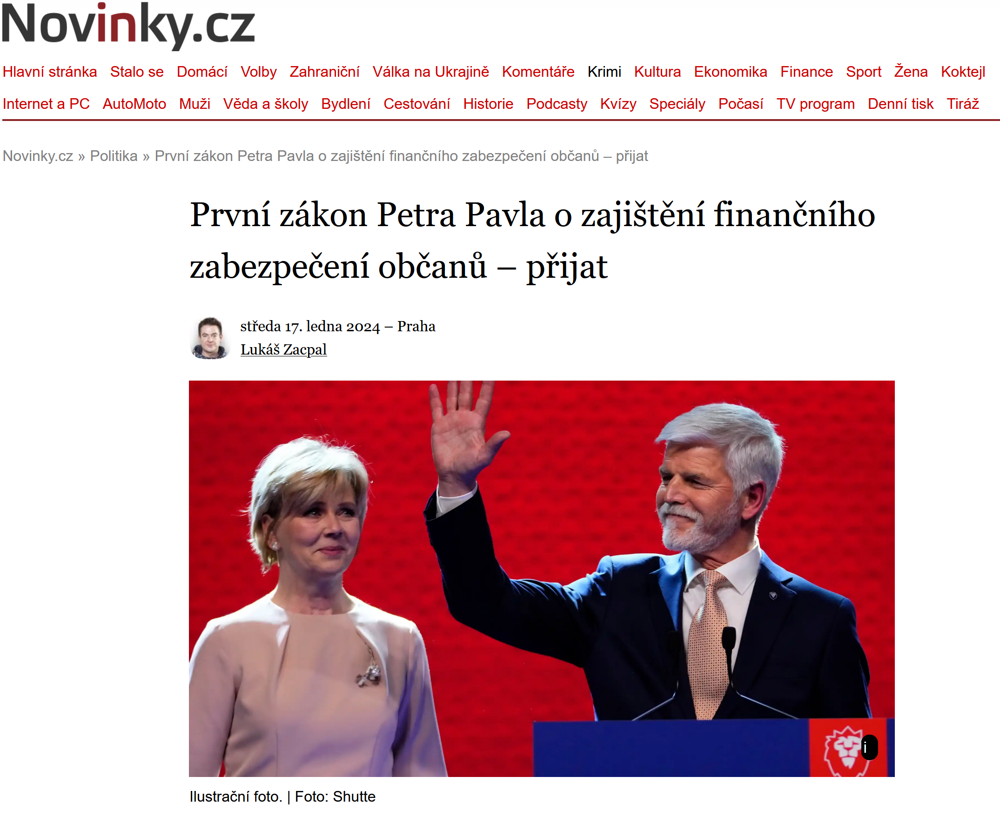 Novinky.cz
Hlavní stránka Stalo se Domácí Volby Zahraniční Válka na Ukrajině Komentáře Krimi Kultura Ekonomika Finance Sport Žena Koktejl
Internet a PC AutoMoto Muži Věda a školy Bydlení Cestování Historie Podcasty Kvízy Speciály Počasí TV program Denní tisk Tiráž
Novinky.cz » Politika » První zákon Petra Pavla o zajištění finančního zabezpečení občanů – přijat
První zákon Petra Pavla o zajištění finančního
zabezpečení občanů – přijat
středa 17. ledna 2024 – Praha
Lukáš Zacpal
i
Ilustrační foto. | Foto: Shutte